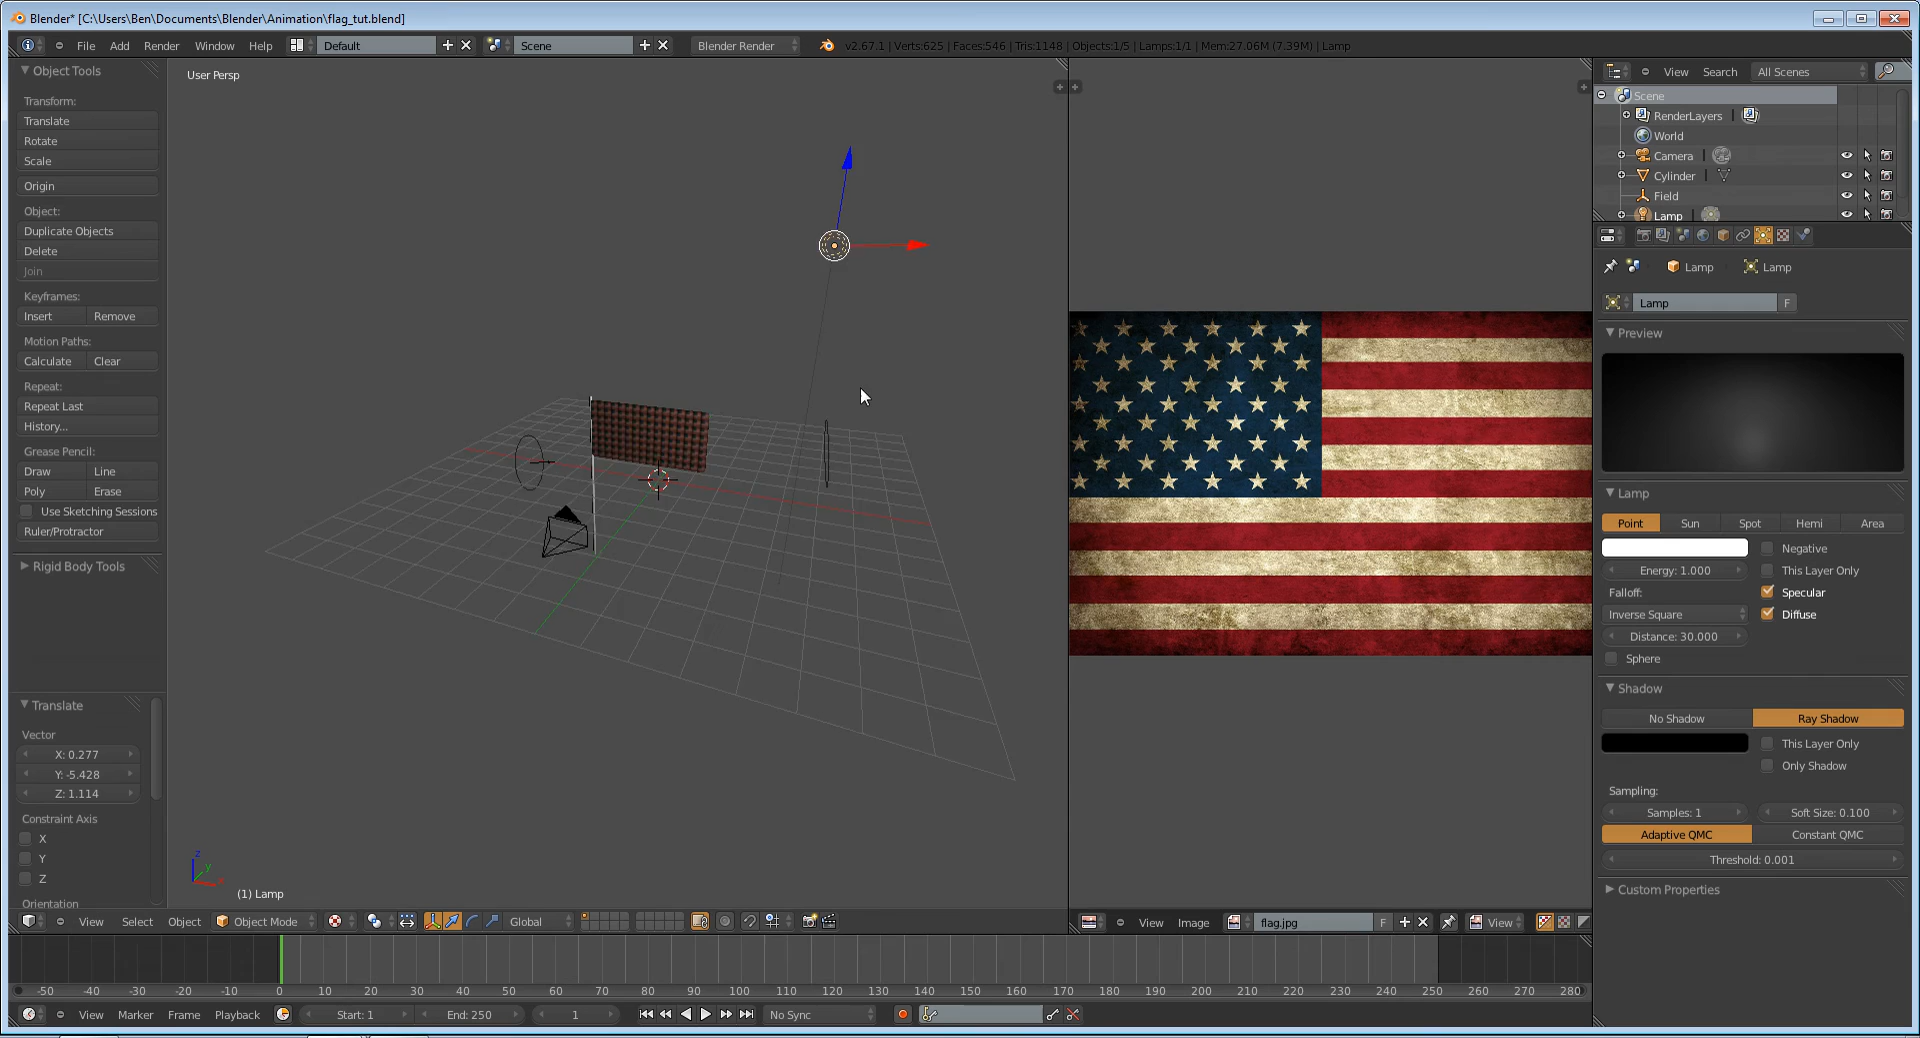 Blender* [C:\Users\Ben\Documents\Blender\Animation\flag_tut.blend]
File Add Render Window Help Default Scene Blender Render v2.67.1 | Verts:625 | Faces:546 | Tris:1148 | Objects:1/5 | Lamps:1/1 | Mem:27.06M (7.39M) | Lamp
Object Tools
Transform:
Translate
Rotate
Scale
Origin
Object:
Duplicate Objects
Delete
Join
Keyframes:
Insert Remove
Motion Paths:
Calculate Clear
Repeat:
Repeat Last
History...
Grease Pencil:
Draw Line
Poly Erase
Use Sketching Sessions
Ruler/Protractor
Rigid Body Tools
Translate
Vector
X: 0.277
Y: -5.428
Z: 1.114
Constraint Axis
X
Y
Z
Orientation
User Persp
z
y
x
(1) Lamp
View Select Object Object Mode Global
View Image flag.jpg F View
View Search All Scenes
Scene
RenderLayers |
World
Camera |
Cylinder |
Field
Lamp |
Lamp Lamp
Lamp F
Preview
Lamp
Point Sun Spot Hemi Area
Negative
Energy: 1.000 This Layer Only
Falloff: Specular
Inverse Square Diffuse
Distance: 30.000
Sphere
Shadow
No Shadow Ray Shadow
This Layer Only
Only Shadow
Sampling:
Samples: 1 Soft Size: 0.100
Adaptive QMC Constant QMC
Threshold: 0.001
Custom Properties
-50 -40 -30 -20 -10 0 10 20 30 40 50 60 70 80 90 100 110 120 130 140 150 160 170 180 190 200 210 220 230 240 250 260 270 280
View Marker Frame Playback Start: 1 End: 250 1 No Sync